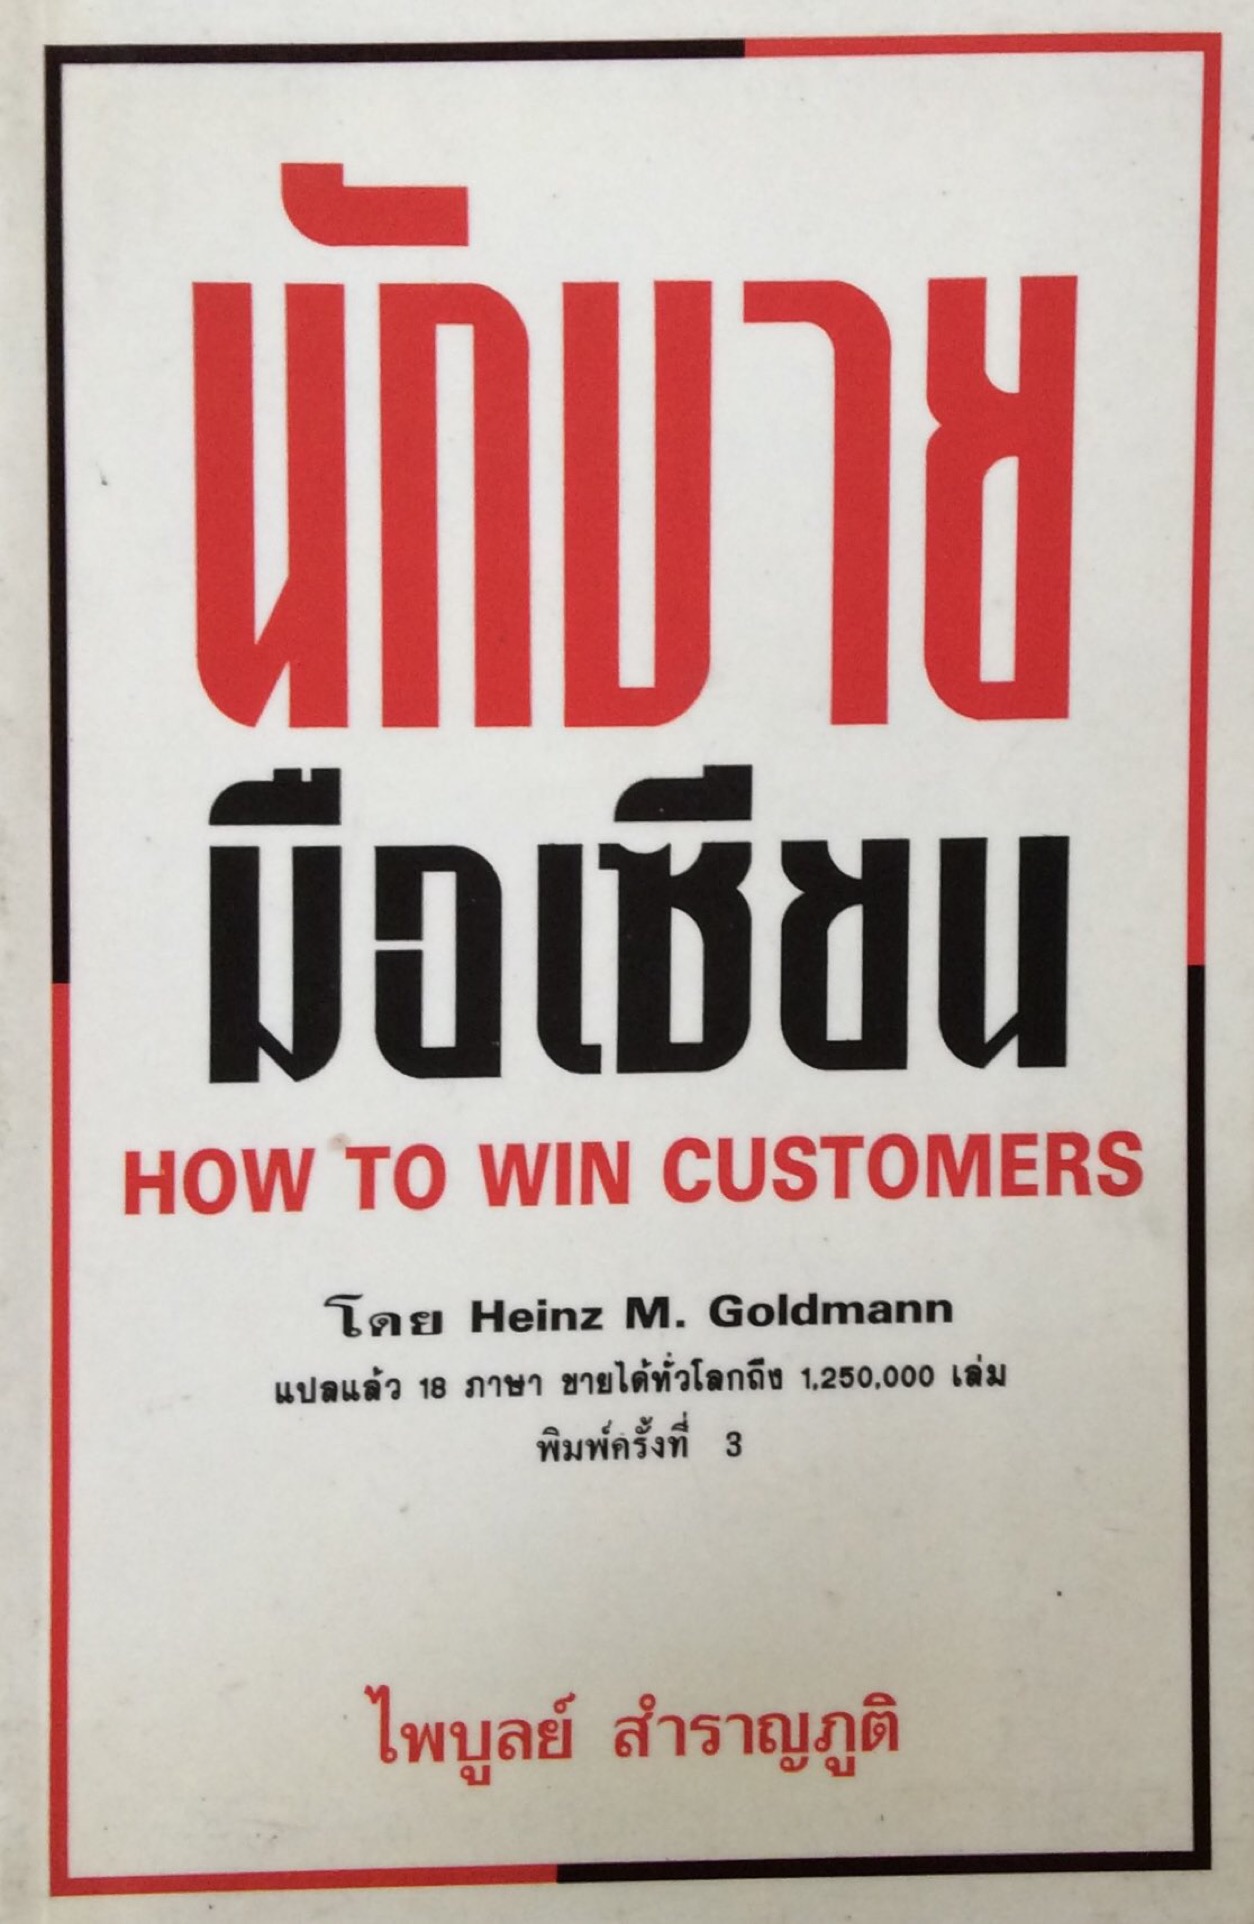 นักขาย
มือเซียน
HOW TO WIN CUSTOMERS
โดย Heinz M. Goldmann
แปลแล้ว 18 ภาษา ขายได้ทั่วโลกถึง 1,250,000 เล่ม
พิมพ์ครั้งที่ 3
ไพบูลย์ สำราญภูติ